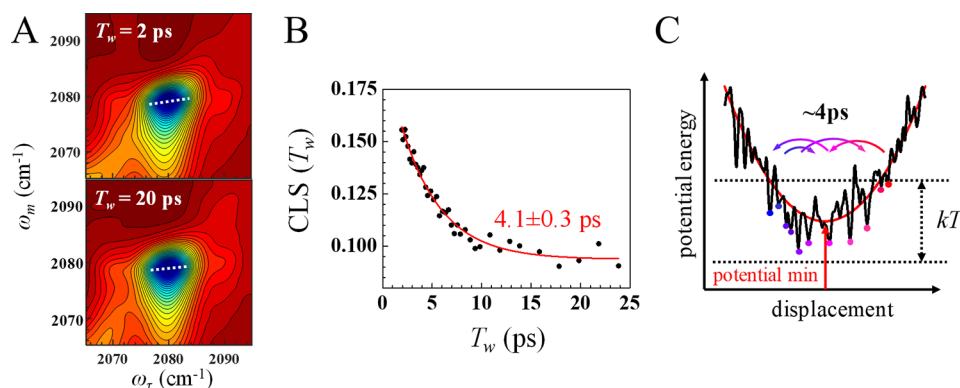 A
T_w = 2 ps
2090
2080
2070
T_w = 20 ps
2090
2080
2070
ω_m (cm⁻¹)
2070 2080 2090
ω_τ (cm⁻¹)
B
0.175
0.150
0.125
0.100
CLS (T_w)
4.1±0.3 ps
0 5 10 15 20 25
T_w (ps)
C
~4ps
potential energy
kT
potential min
displacement